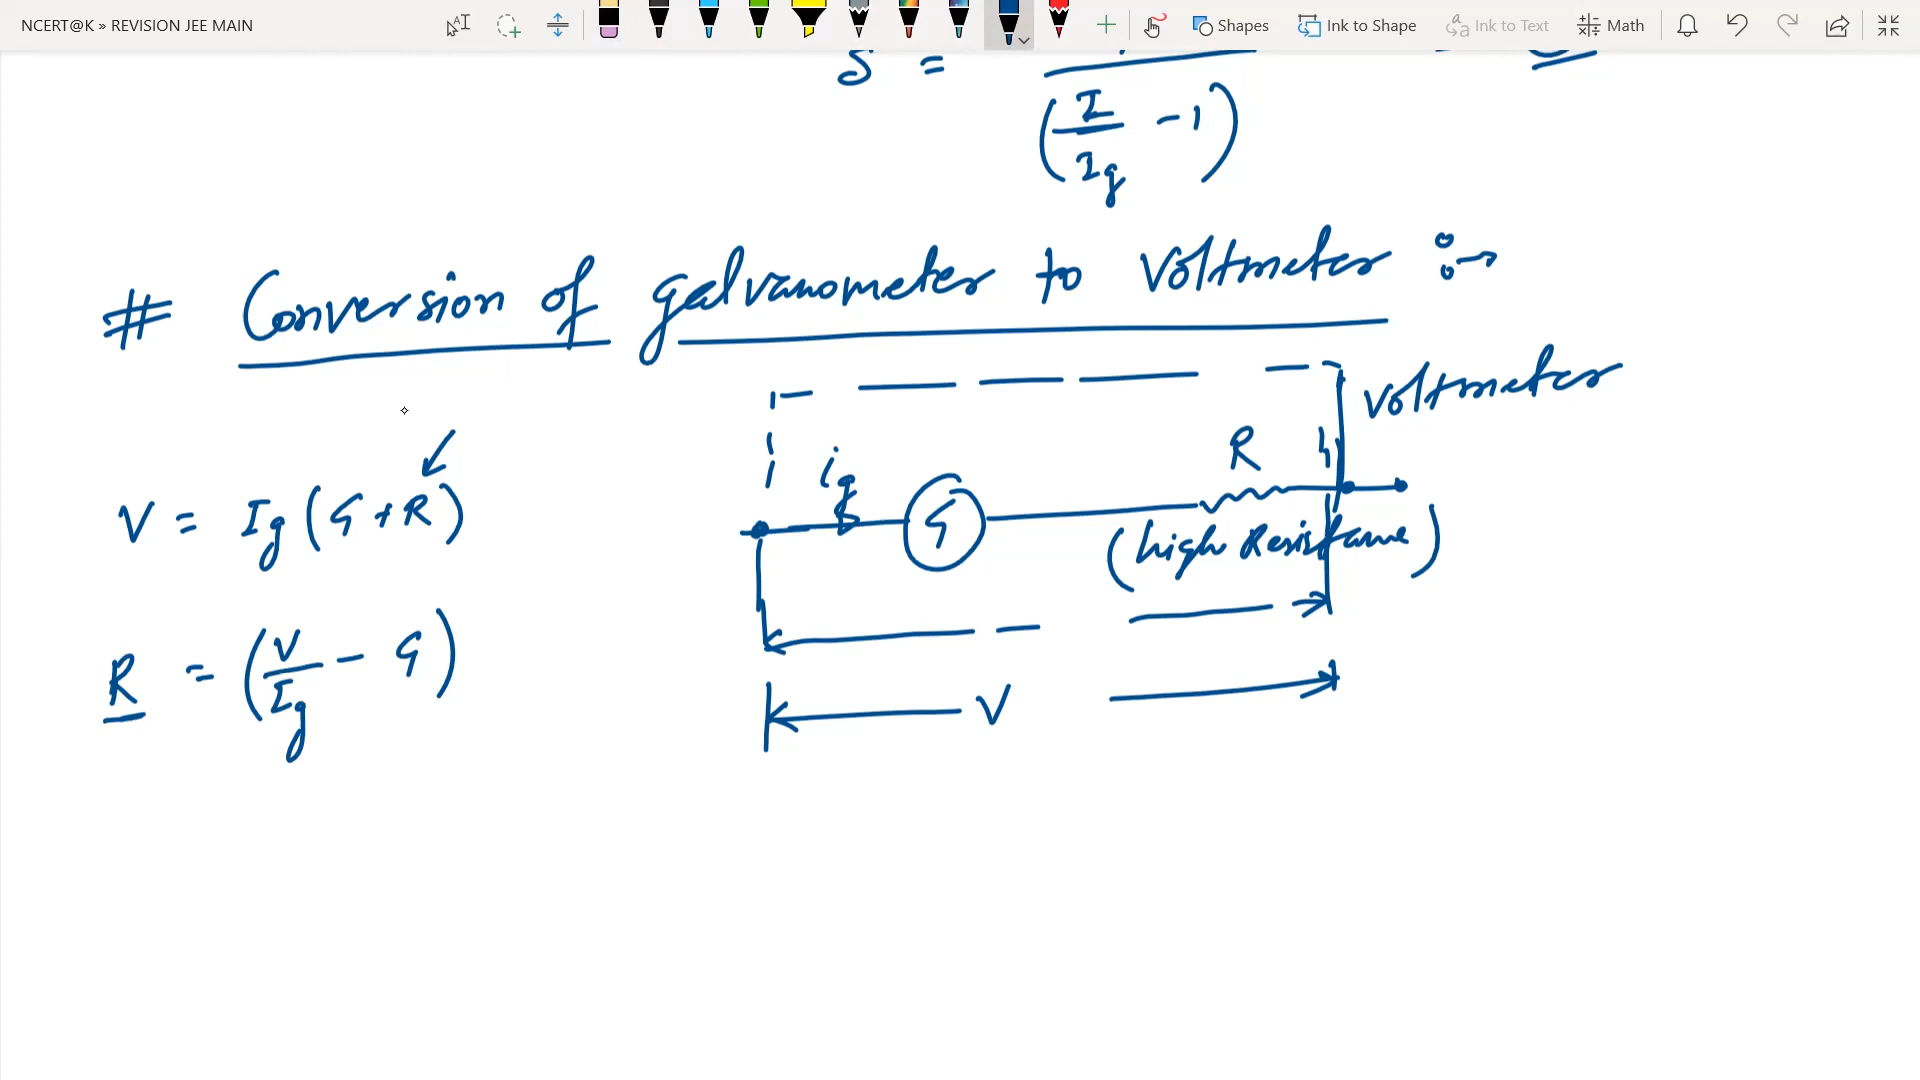 NCERT@K » REVISION JEE MAIN
Shapes Ink to Shape Ink to Text Math
S =
(I/Ig - 1)
# Conversion of galvanometer to Voltmeter :→
Voltmeter
ig G R
(high Resistance)
V = Ig (G + R)
R = (V/Ig - G)
V